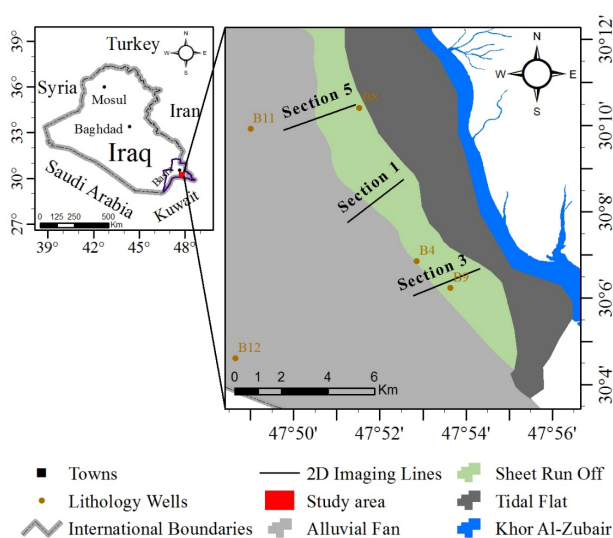 39°
36°
33°
30°
27°
Turkey
N
W E
S
Syria
Mosul
Iran
Baghdad
Iraq
Saudi Arabia
Kuwait
0 125 250 500
Km
39° 42° 45° 48°
N
W E
S
30°12'
30°10'
30°8'
30°6'
30°4'
Section 5
B8
B11
Section 1
B4
Section 3
B9
B12
0 1 2 4 6
Km
47°50' 47°52' 47°54' 47°56'
Towns
2D Imaging Lines
Sheet Run Off
Lithology Wells
Study area
Tidal Flat
International Boundaries
Alluvial Fan
Khor Al-Zubair